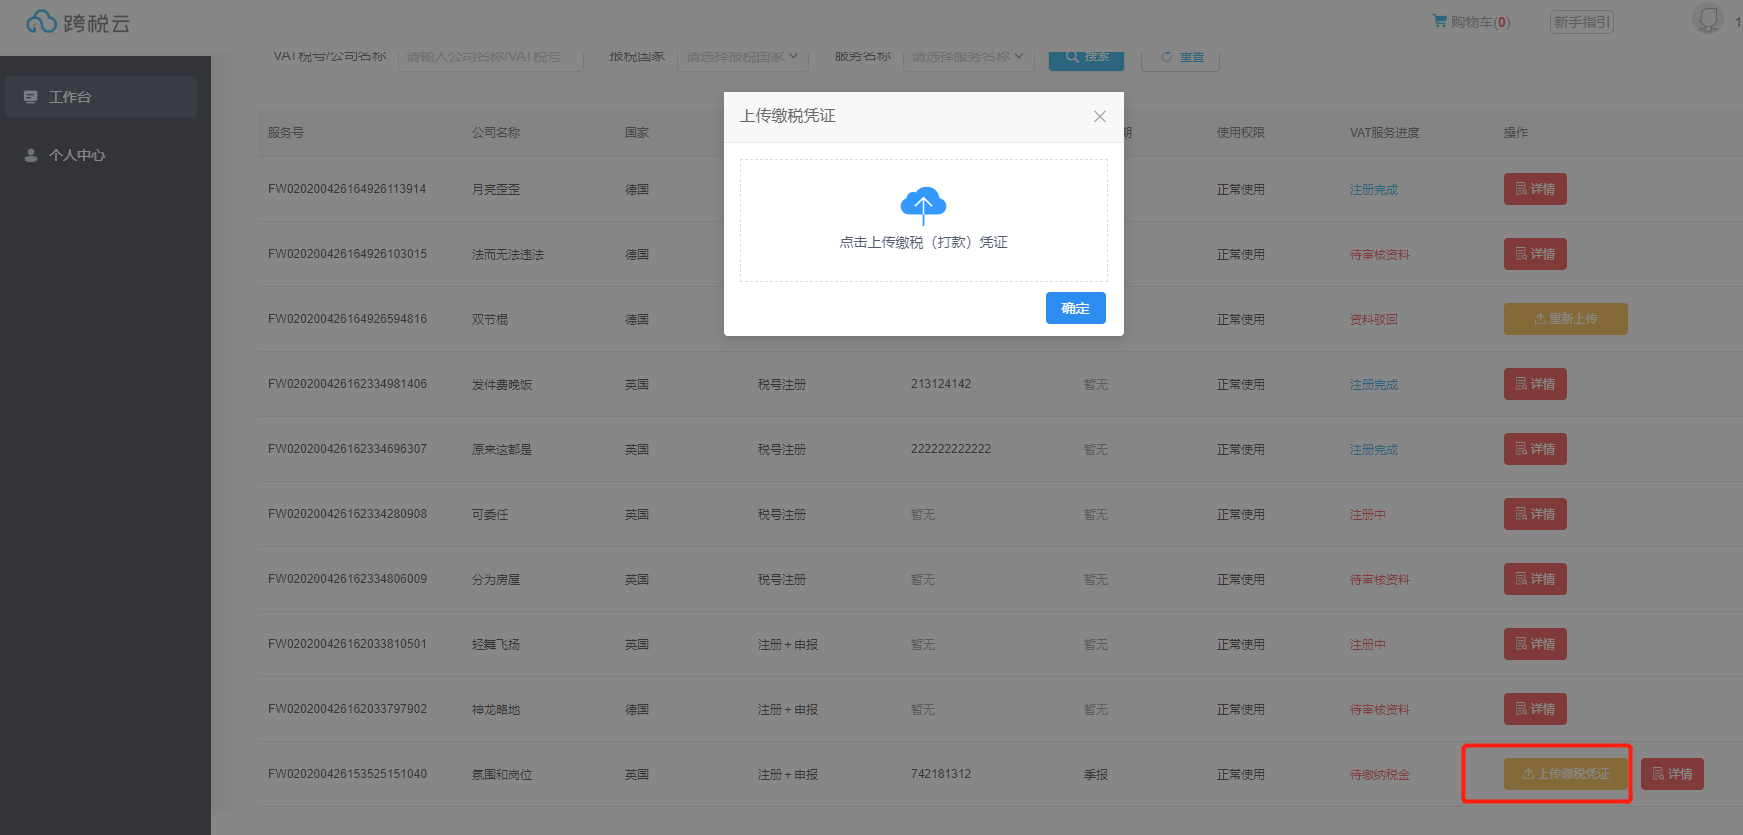 跨税云
购物车(0)
新手指引
1
工作台
个人中心
VAT税号/公司名称 请输入公司名称/VAT税号 报税国家 请选择报税国家 服务名称 请选择服务名称 搜索 重置
上传缴税凭证
点击上传缴税（打款）凭证
确定
服务号 公司名称 国家 期 使用权限 VAT服务进度 操作
FW020200426164926113914 月亮歪歪 德国 正常使用 注册完成 详情
FW020200426164926103015 法而无法违法 德国 正常使用 待审核资料 详情
FW020200426164926594816 双节棍 德国 正常使用 资料驳回 重新上传
FW020200426162334981406 发件费晚饭 英国 税号注册 213124142 暂无 正常使用 注册完成 详情
FW020200426162334696307 原来这都是 英国 税号注册 222222222222 暂无 正常使用 注册完成 详情
FW020200426162334280908 可委任 英国 税号注册 暂无 暂无 正常使用 注册中 详情
FW020200426162334806009 分为房屋 英国 税号注册 暂无 暂无 正常使用 待审核资料 详情
FW020200426162033810501 轻舞飞扬 英国 注册＋申报 暂无 暂无 正常使用 注册中 详情
FW020200426162033797902 神龙略地 德国 注册＋申报 暂无 暂无 正常使用 待审核资料 详情
FW020200426153525151040 氛围和岗位 英国 注册＋申报 742181312 季报 正常使用 待缴纳税金 上传缴税凭证 详情